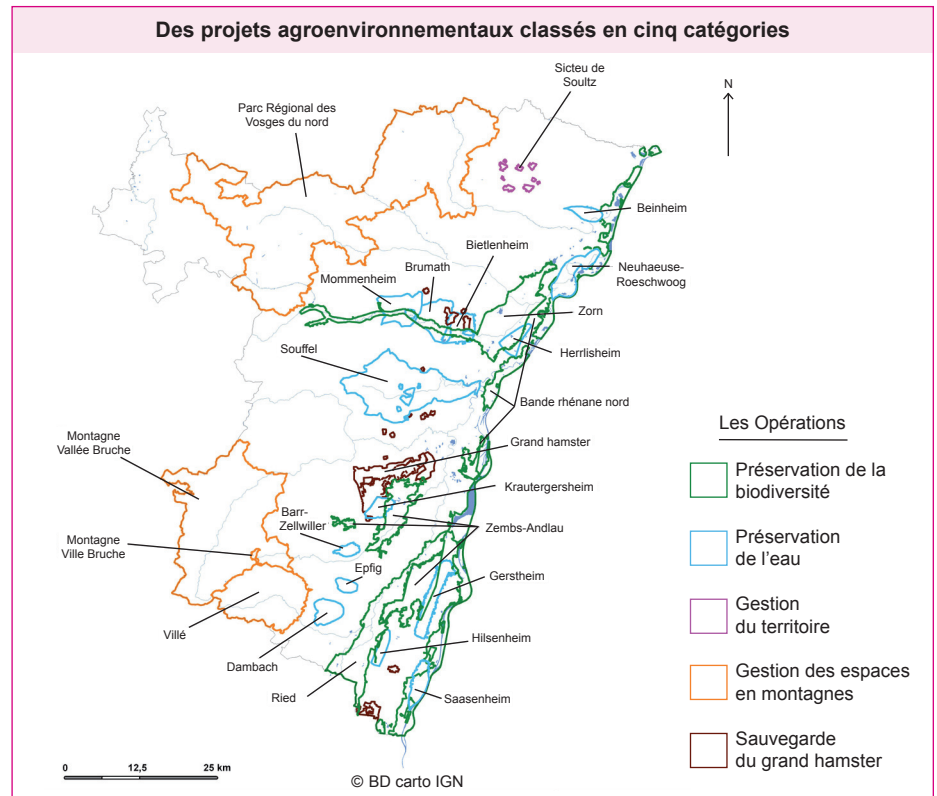 Des projets agroenvironnementaux classés en cinq catégories
Sicteu de
Soultz
N
Parc Régional des
Vosges du nord
Beinheim
Bietlenheim
Brumath
Mommenheim
Neuhaeuse-
Roeschwoog
Zorn
Herrlisheim
Souffel
Bande rhénane nord
Les Opérations
Montagne
Vallée Bruche
Grand hamster
Préservation de la
biodiversité
Krautergersheim
Barr-
Zellwiller
Zembs-Andlau
Préservation
de l'eau
Montagne
Ville Bruche
Epfig
Gerstheim
Gestion
du territoire
Villé
Hilsenheim
Dambach
Gestion des espaces
en montagnes
Ried
Saasenheim
Sauvegarde
du grand hamster
0 12,5 25 km
© BD carto IGN